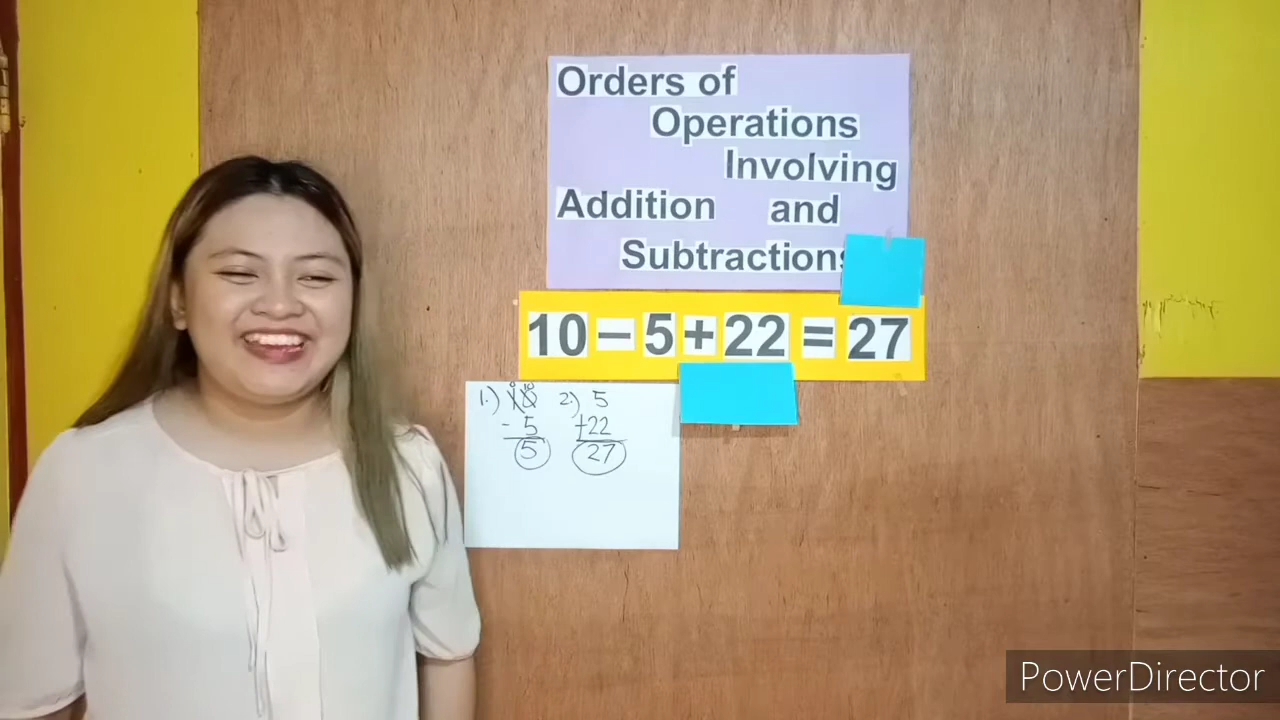 Orders of
Operations
Involving
Addition and
Subtractions
10 – 5 + 22 = 27
1.) 10 2.) 5
- 5 +22
5 27
PowerDirector